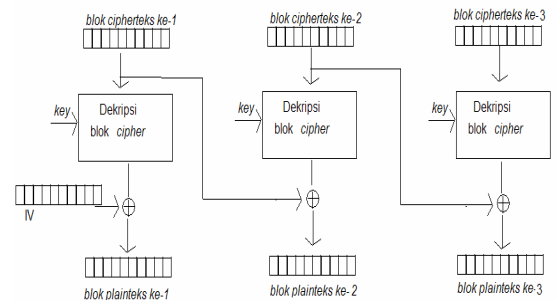 blok cipherteks ke-1
blok cipherteks ke-2
blok cipherteks ke-3
key
Dekripsi
blok cipher
key
Dekripsi
blok cipher
key
Dekripsi
blok cipher
IV
blok plainteks ke-1
blok plainteks ke-2
blok plainteks ke-3